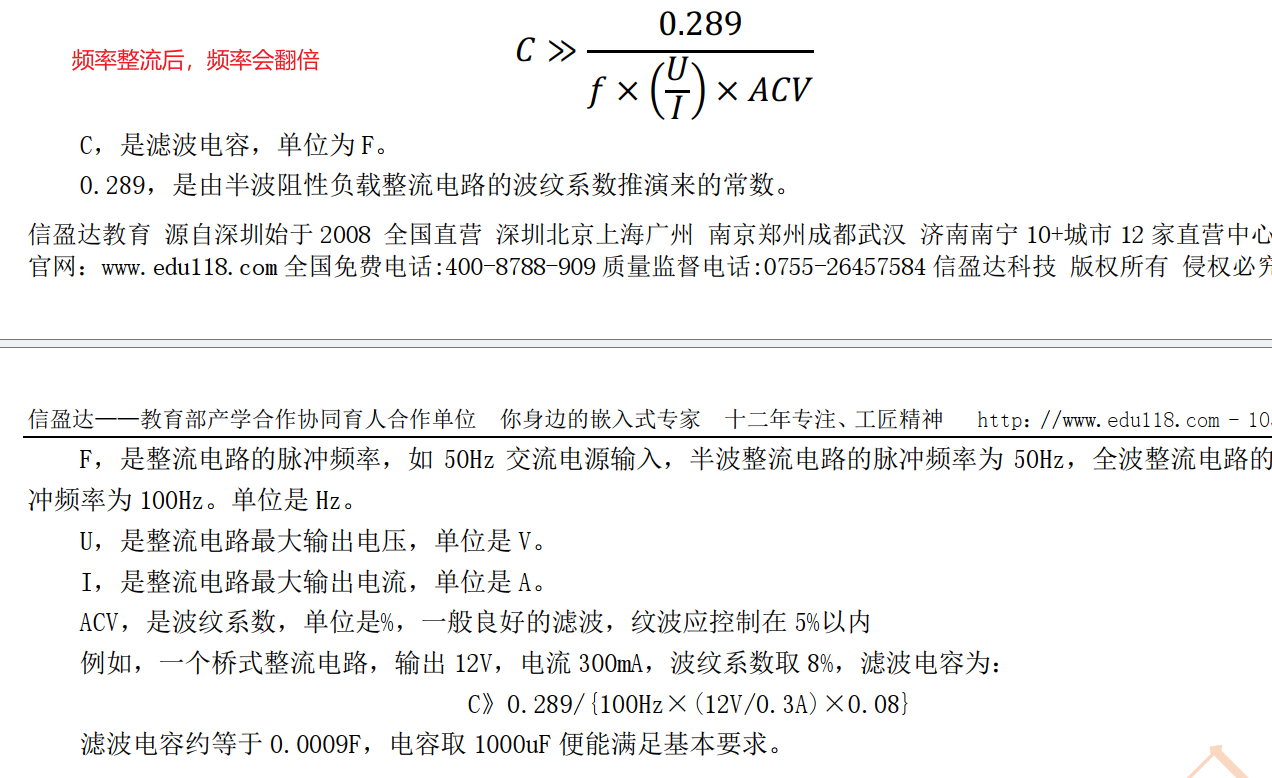 频率整流后，频率会翻倍
C ≫ 0.289 / (f × (U/I) × ACV)
C，是滤波电容，单位为 F。
0.289，是由半波阻性负载整流电路的波纹系数推演来的常数。
信盈达教育 源自深圳始于 2008 全国直营 深圳北京上海广州 南京郑州成都武汉 济南南宁 10+城市 12 家直营中心
官网：www.edu118.com 全国免费电话:400-8788-909 质量监督电话:0755-26457584 信盈达科技 版权所有 侵权必究
信盈达——教育部产学合作协同育人合作单位 你身边的嵌入式专家 十二年专注、工匠精神 http：//www.edu118.com - 10
F，是整流电路的脉冲频率，如 50Hz 交流电源输入，半波整流电路的脉冲频率为 50Hz，全波整流电路的
冲频率为 100Hz。单位是 Hz。
U，是整流电路最大输出电压，单位是 V。
I，是整流电路最大输出电流，单位是 A。
ACV，是波纹系数，单位是%，一般良好的滤波，纹波应控制在 5%以内
例如，一个桥式整流电路，输出 12V，电流 300mA，波纹系数取 8%，滤波电容为：
C》0.289/{100Hz×(12V/0.3A)×0.08}
滤波电容约等于 0.0009F，电容取 1000uF 便能满足基本要求。